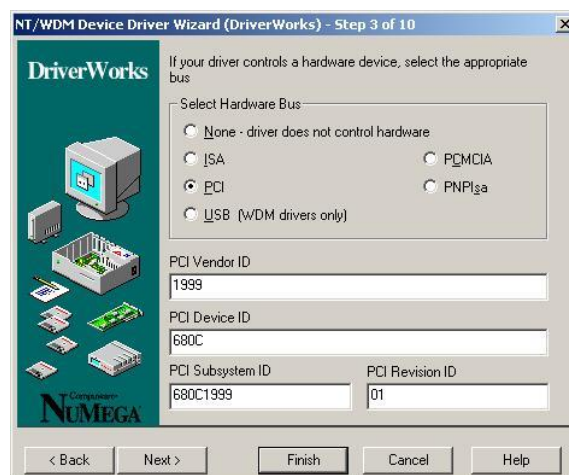 NT/WDM Device Driver Wizard (DriverWorks) - Step 3 of 10
DriverWorks
If your driver controls a hardware device, select the appropriate
bus
Select Hardware Bus
None - driver does not control hardware
ISA
PCMCIA
PCI
PNPIsa
USB (WDM drivers only)
PCI Vendor ID
1999
PCI Device ID
680C
PCI Subsystem ID
PCI Revision ID
680C1999
01
Compuware
NUMEGA
< Back
Next >
Finish
Cancel
Help